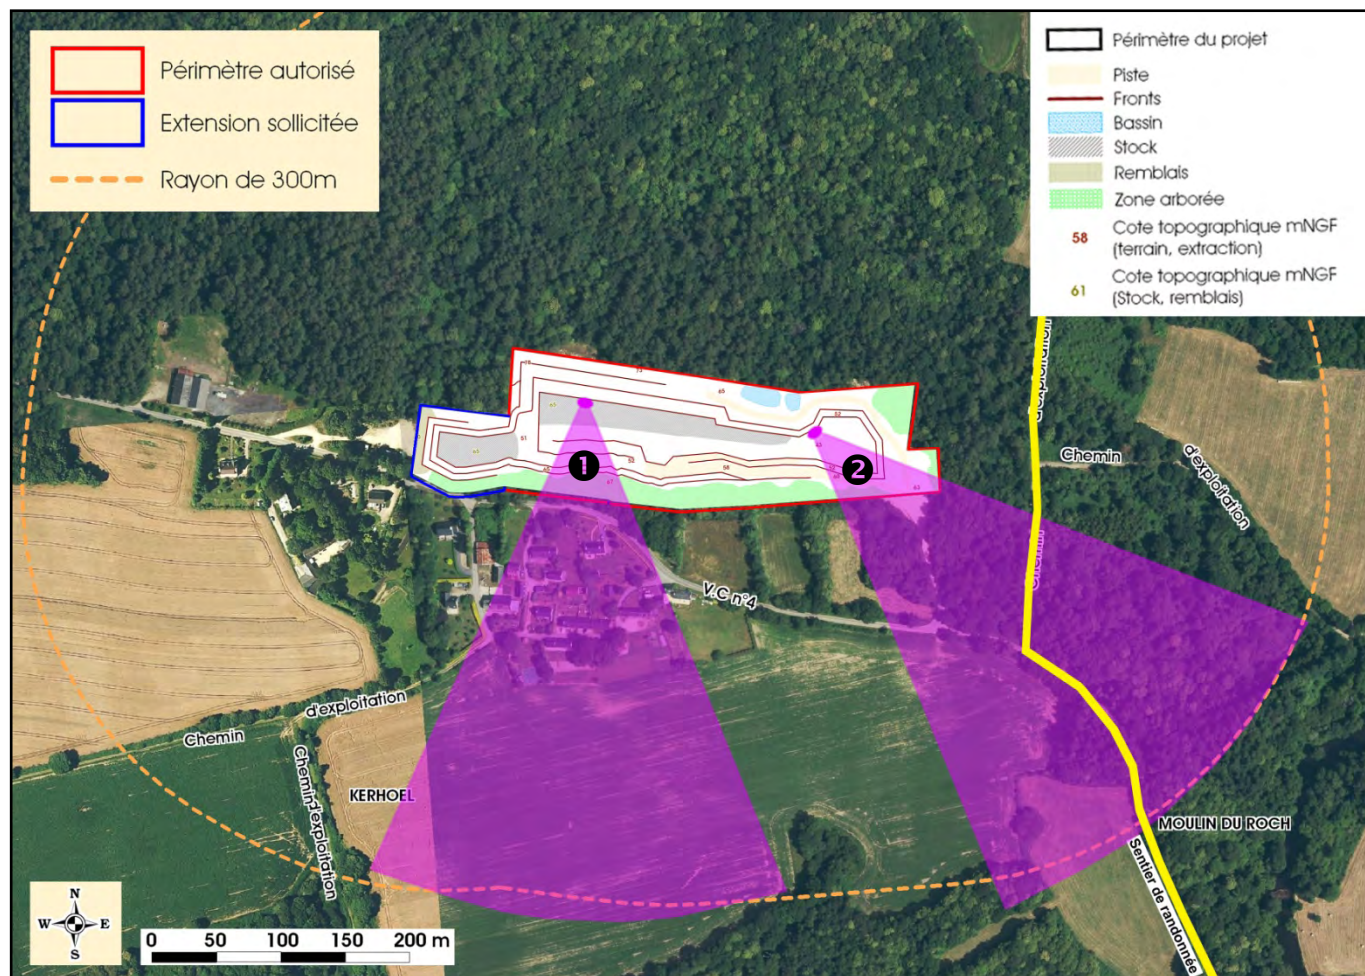 Périmètre autorisé
Extension sollicitée
Rayon de 300m
Périmètre du projet
Piste
Fronts
Bassin
Stock
Remblais
Zone arborée
58 Cote topographique mNGF
(terrain, extraction)
61 Cote topographique mNGF
(Stock, remblais)
d'exploitation
Chemin
d'exploitation
Chemin
1
2
V.C n°4
d'exploitation
Chemin
Chemin d'exploitation
KERHOEL
MOULIN DU ROCH
Sentier de randonnée
N
W E
S
0 50 100 150 200 m